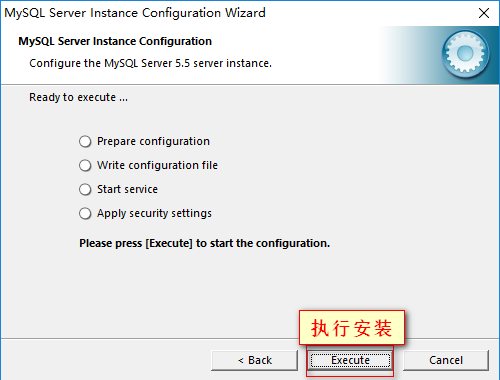 MySQL Server Instance Configuration Wizard
MySQL Server Instance Configuration
Configure the MySQL Server 5.5 server instance.
Ready to execute ...
Prepare configuration
Write configuration file
Start service
Apply security settings
Please press [Execute] to start the configuration.
执行安装
< Back
Execute
Cancel